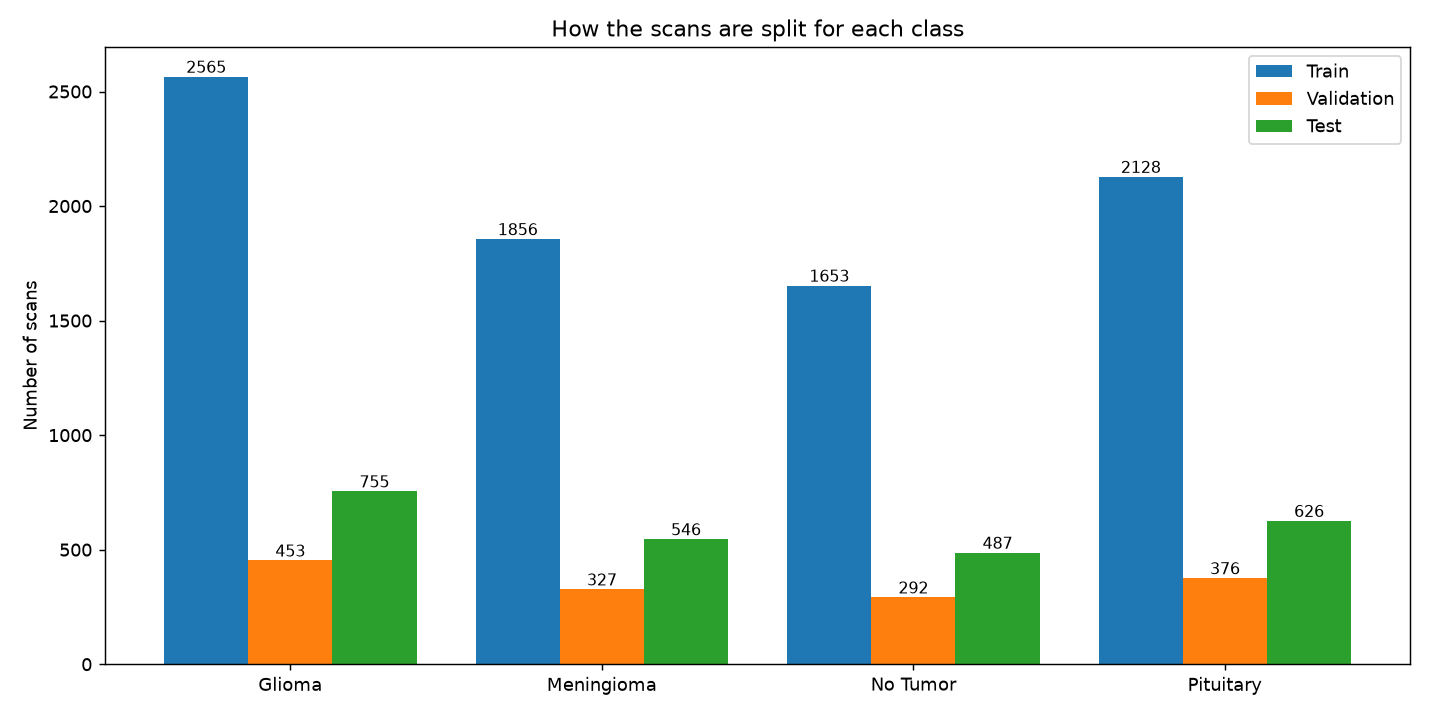 How the scans are split for each class
Number of scans
2500
2000
1500
1000
500
0
Train
Validation
Test
2565
453
755
1856
327
546
1653
292
487
2128
376
626
Glioma
Meningioma
No Tumor
Pituitary